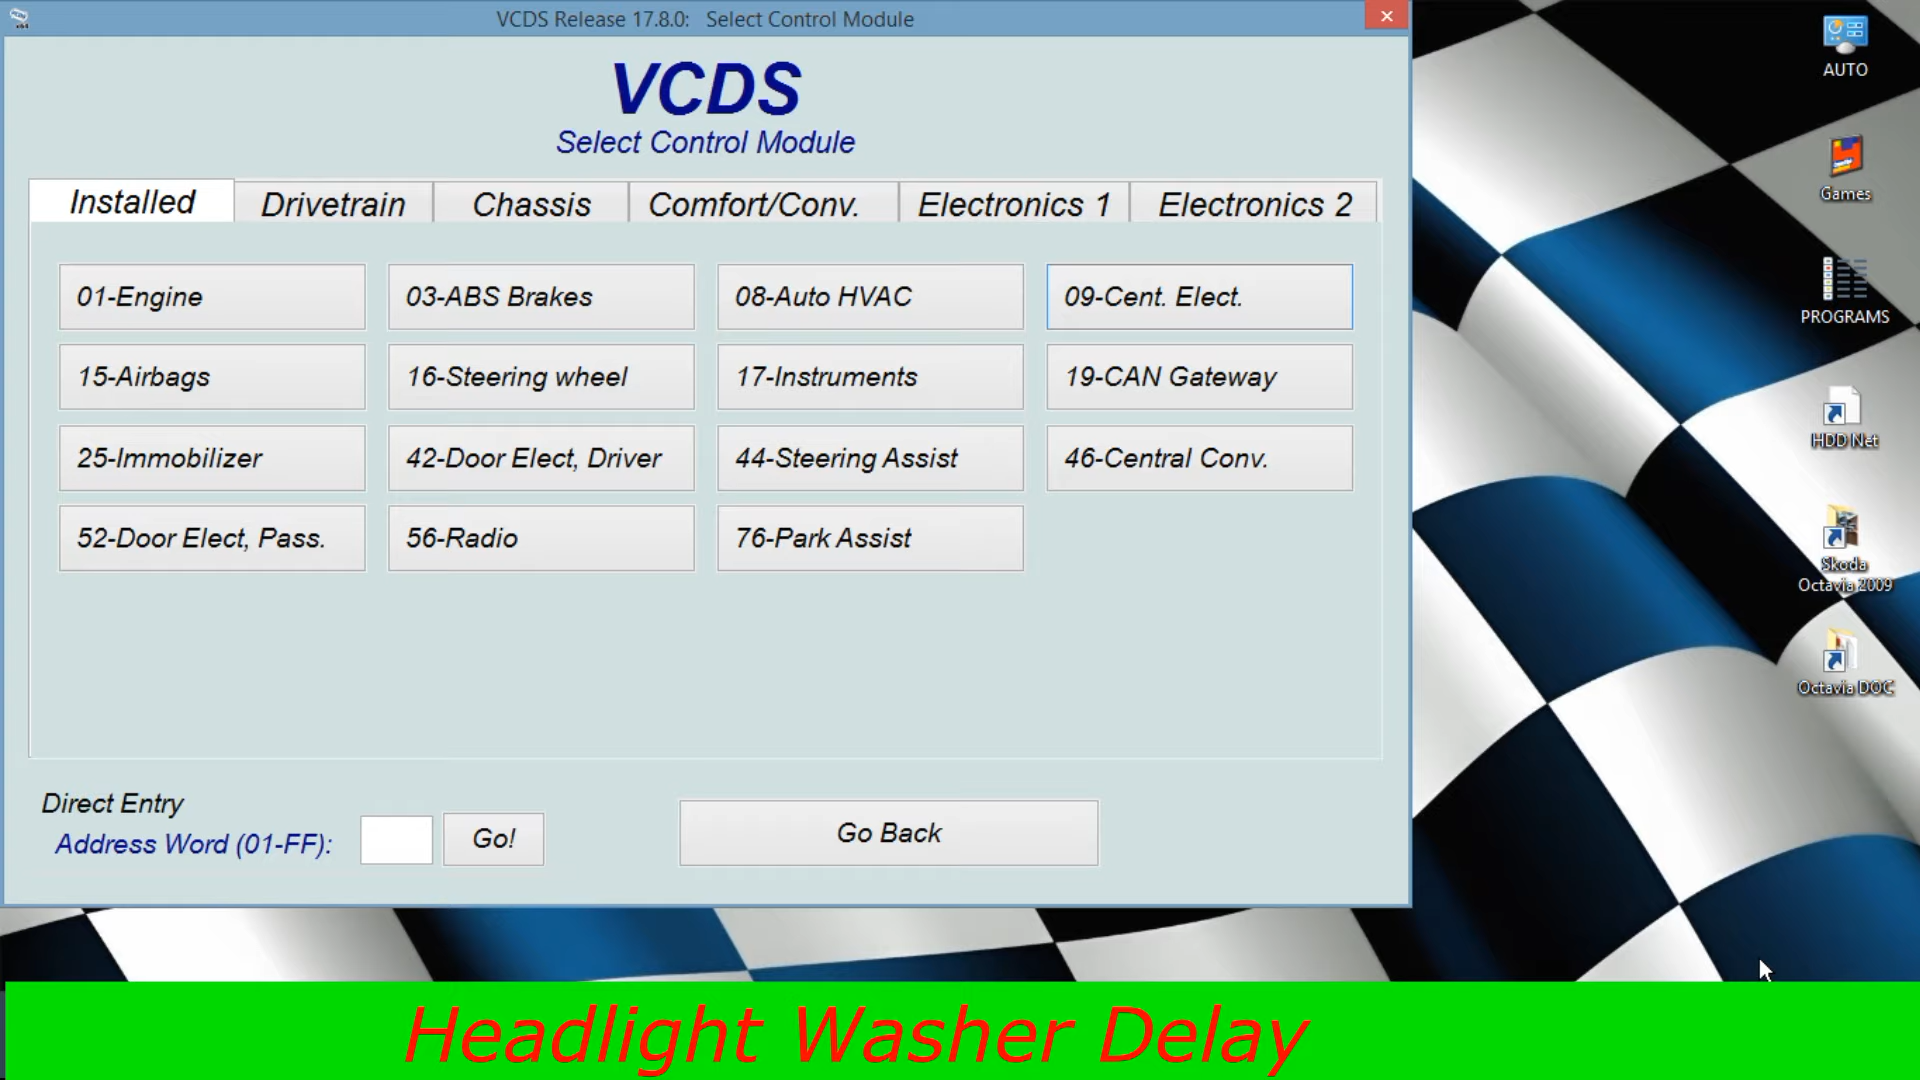 VCDS Release 17.8.0: Select Control Module
VCDS
Select Control Module
Installed
Drivetrain
Chassis
Comfort/Conv.
Electronics 1
Electronics 2
01-Engine
03-ABS Brakes
08-Auto HVAC
09-Cent. Elect.
15-Airbags
16-Steering wheel
17-Instruments
19-CAN Gateway
25-Immobilizer
42-Door Elect, Driver
44-Steering Assist
46-Central Conv.
52-Door Elect, Pass.
56-Radio
76-Park Assist
Direct Entry
Address Word (01-FF):
Go!
Go Back
AUTO
Games
PROGRAMS
HDD Net
Skoda
Octavia 2009
Octavia DOC
Headlight Washer Delay